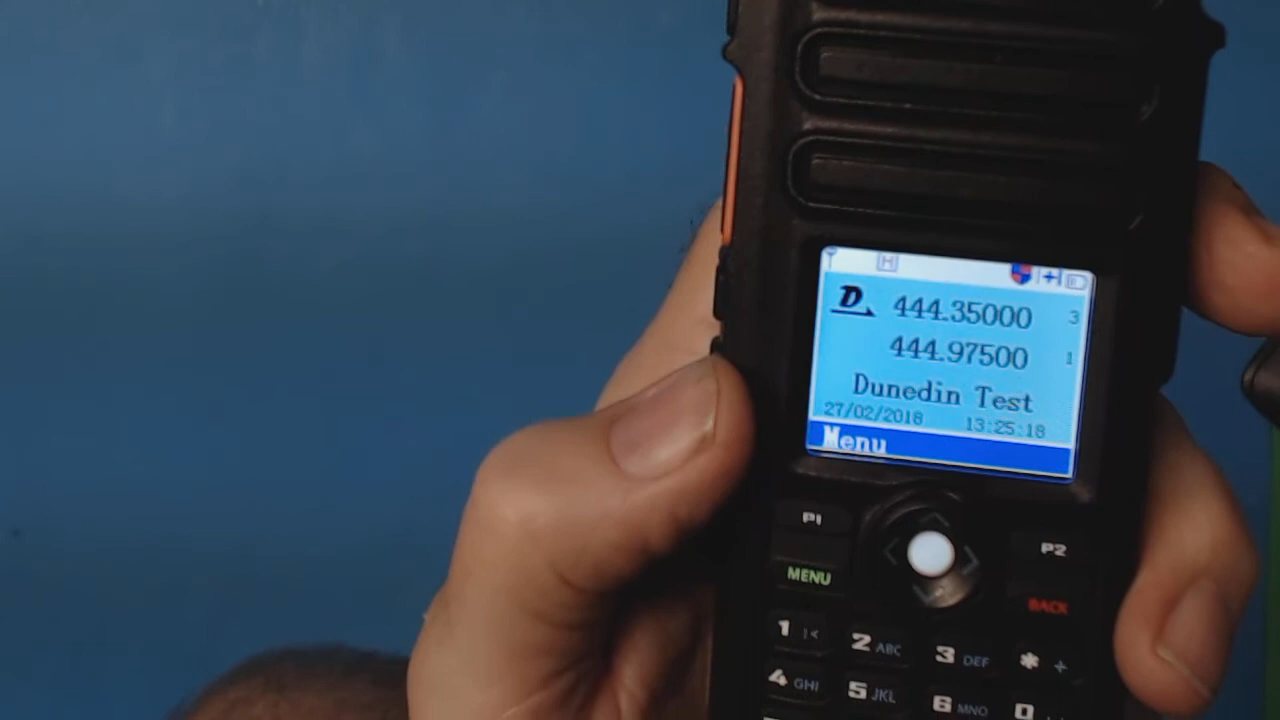 H
D 444.35000 3
444.97500 1
Dunedin Test
27/02/2018 13:25:18
Menu
P1
P2
MENU
BACK
1
2 ABC
3 DEF
* +
4 GHI
5 JKL
6 MNO
0